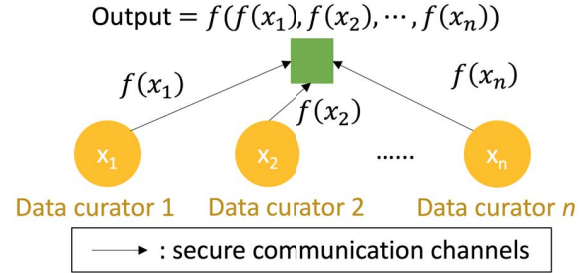 Output = f(f(x₁), f(x₂), ⋯, f(xₙ))
f(x₁)
f(x₂)
f(xₙ)
x₁
x₂
......
xₙ
Data curator 1
Data curator 2
Data curator n
: secure communication channels